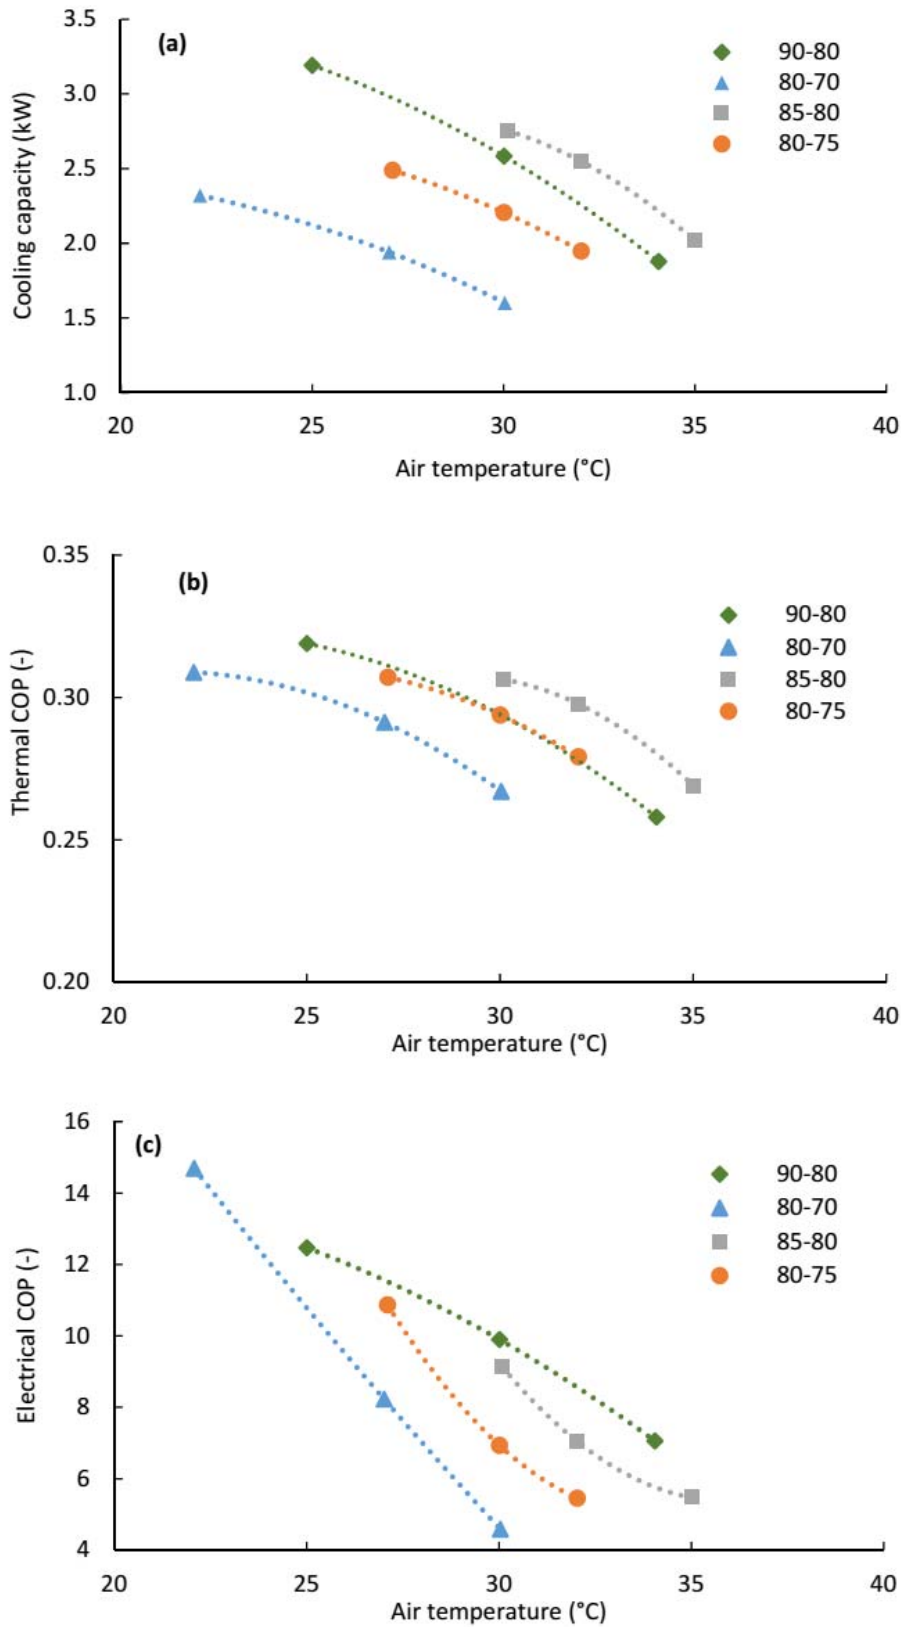 (a)
3.5
3.0
2.5
2.0
1.5
1.0
Cooling capacity (kW)
90-80
80-70
85-80
80-75
20 25 30 35 40
Air temperature (°C)
(b)
0.35
0.30
0.25
0.20
Thermal COP (-)
90-80
80-70
85-80
80-75
20 25 30 35 40
Air temperature (°C)
(c)
16
14
12
10
8
6
4
Electrical COP (-)
90-80
80-70
85-80
80-75
20 25 30 35 40
Air temperature (°C)